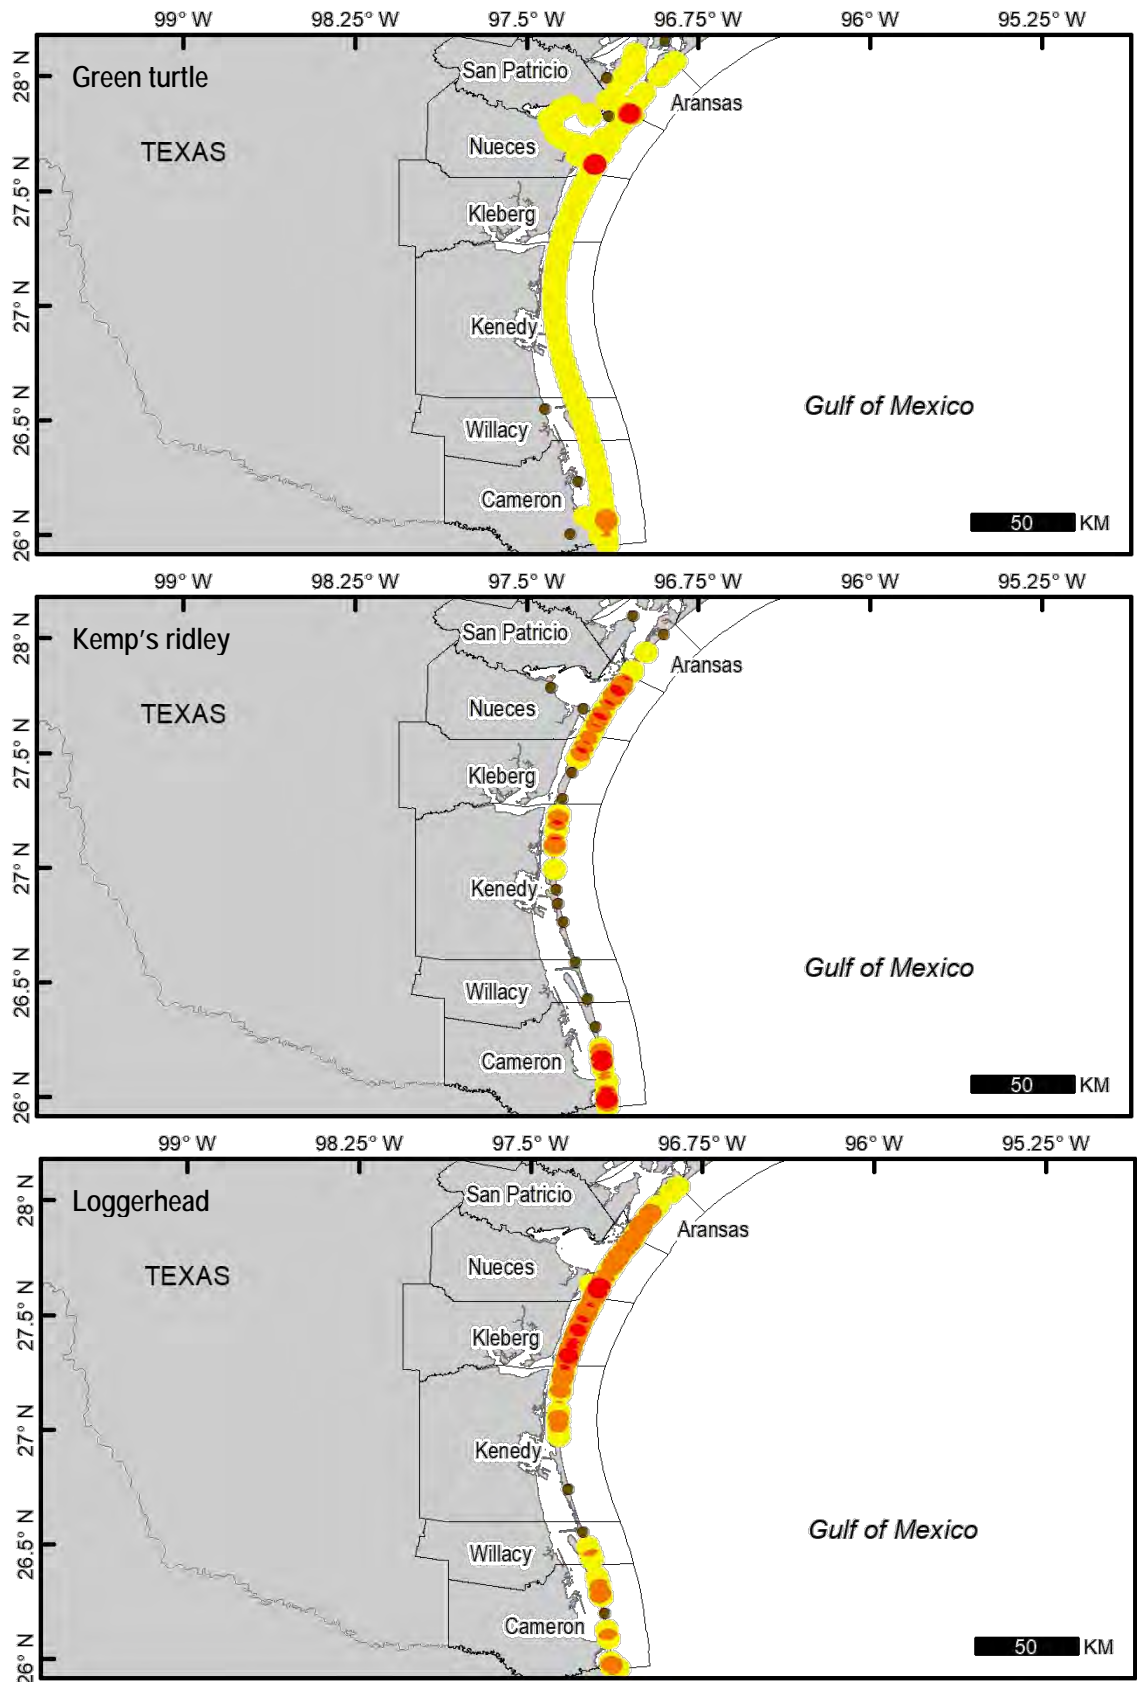 99° W 98.25° W 97.5° W 96.75° W 96° W 95.25° W
Green turtle
28° N
San Patricio
Aransas
TEXAS
Nueces
27.5° N
Kleberg
27° N
Kenedy
Gulf of Mexico
26.5° N
Willacy
Cameron
26° N
50 KM
99° W 98.25° W 97.5° W 96.75° W 96° W 95.25° W
Kemp's ridley
28° N
San Patricio
Aransas
TEXAS
Nueces
27.5° N
Kleberg
27° N
Kenedy
Gulf of Mexico
26.5° N
Willacy
Cameron
26° N
50 KM
99° W 98.25° W 97.5° W 96.75° W 96° W 95.25° W
Loggerhead
28° N
San Patricio
Aransas
TEXAS
Nueces
27.5° N
Kleberg
27° N
Kenedy
Gulf of Mexico
26.5° N
Willacy
Cameron
26° N
50 KM